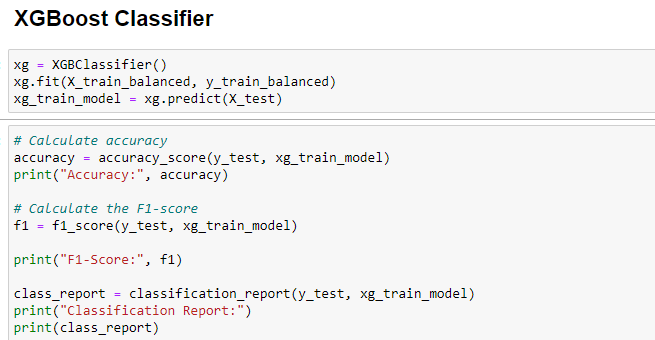 XGBoost Classifier
xg = XGBClassifier()
xg.fit(X_train_balanced, y_train_balanced)
xg_train_model = xg.predict(X_test)
# Calculate accuracy
accuracy = accuracy_score(y_test, xg_train_model)
print("Accuracy:", accuracy)
# Calculate the F1-score
f1 = f1_score(y_test, xg_train_model)
print("F1-Score:", f1)
class_report = classification_report(y_test, xg_train_model)
print("Classification Report:")
print(class_report)